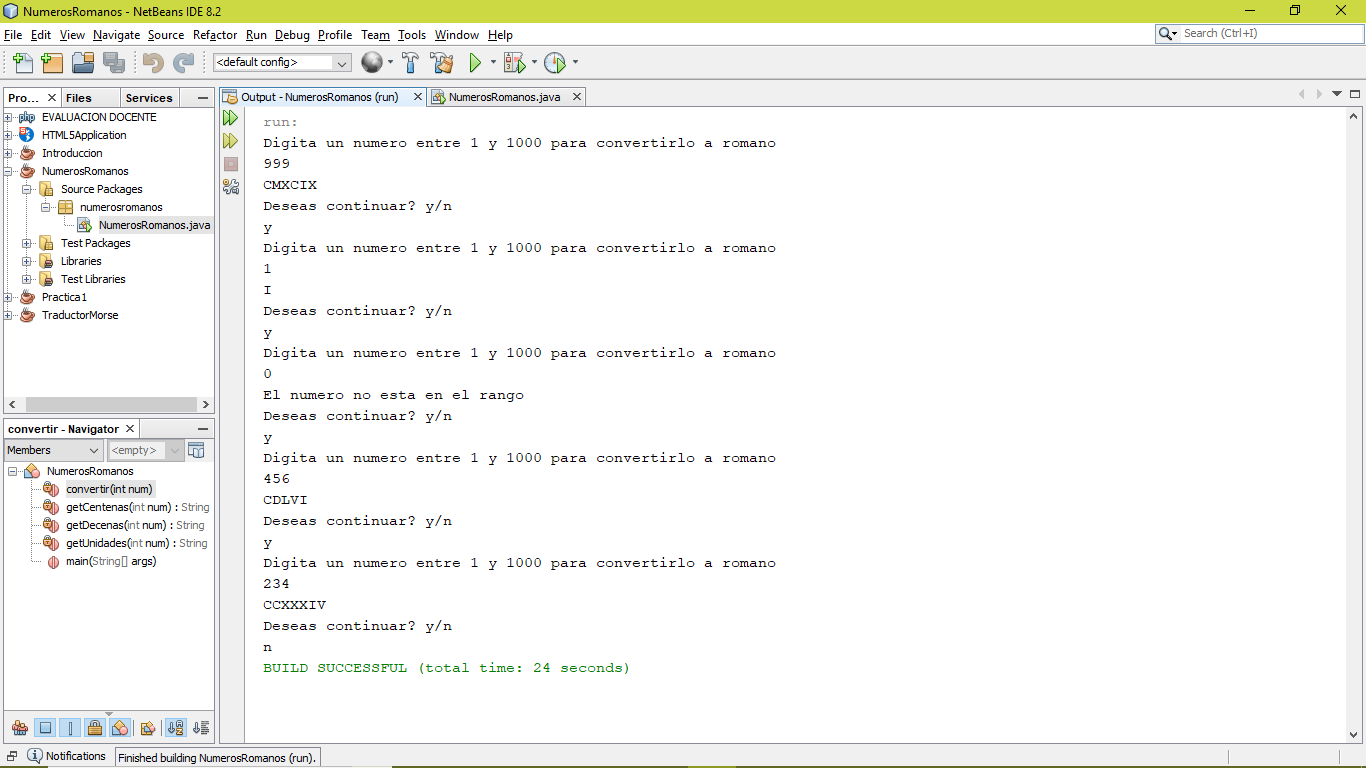 NumerosRomanos - NetBeans IDE 8.2
File Edit View Navigate Source Refactor Run Debug Profile Team Tools Window Help
Search (Ctrl+I)
<default config>
Pro... Files Services
EVALUACION DOCENTE
HTML5Application
Introduccion
NumerosRomanos
Source Packages
numerosromanos
NumerosRomanos.java
Test Packages
Libraries
Test Libraries
Practica1
TraductorMorse
convertir - Navigator
Members <empty>
NumerosRomanos
convertir(int num)
getCentenas(int num) : String
getDecenas(int num) : String
getUnidades(int num) : String
main(String[] args)
Output - NumerosRomanos (run) NumerosRomanos.java
run:
Digita un numero entre 1 y 1000 para convertirlo a romano
999
CMXCIX
Deseas continuar? y/n
y
Digita un numero entre 1 y 1000 para convertirlo a romano
1
I
Deseas continuar? y/n
y
Digita un numero entre 1 y 1000 para convertirlo a romano
0
El numero no esta en el rango
Deseas continuar? y/n
y
Digita un numero entre 1 y 1000 para convertirlo a romano
456
CDLVI
Deseas continuar? y/n
y
Digita un numero entre 1 y 1000 para convertirlo a romano
234
CCXXXIV
Deseas continuar? y/n
n
BUILD SUCCESSFUL (total time: 24 seconds)
Notifications Finished building NumerosRomanos (run).